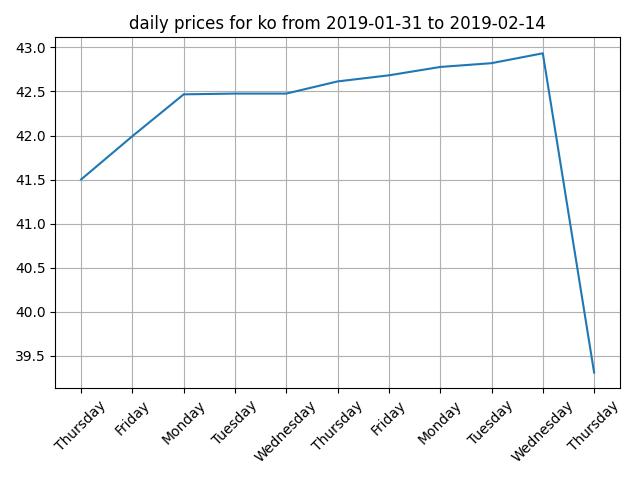 daily prices for ko from 2019-01-31 to 2019-02-14
43.0
42.5
42.0
41.5
41.0
40.5
40.0
39.5
Thursday
Friday
Monday
Tuesday
Wednesday
Thursday
Friday
Monday
Tuesday
Wednesday
Thursday